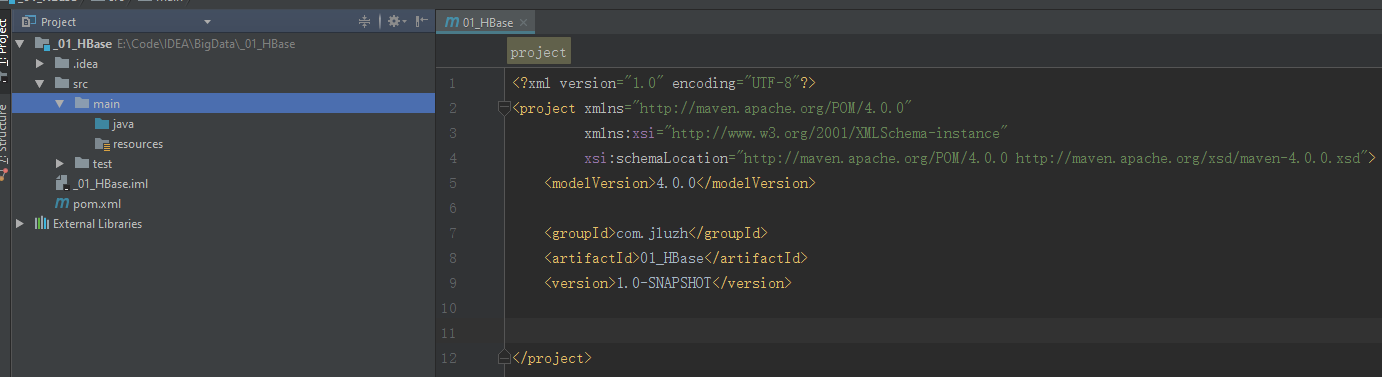 _01_HBase
src
main
1: Project
7: Structure
Project
_01_HBase E:\Code\IDEA\BigData\_01_HBase
.idea
src
main
java
resources
test
_01_HBase.iml
pom.xml
External Libraries
01_HBase
project
1 <?xml version="1.0" encoding="UTF-8"?>
2 <project xmlns="http://maven.apache.org/POM/4.0.0"
3 xmlns:xsi="http://www.w3.org/2001/XMLSchema-instance"
4 xsi:schemaLocation="http://maven.apache.org/POM/4.0.0 http://maven.apache.org/xsd/maven-4.0.0.xsd">
5 <modelVersion>4.0.0</modelVersion>
6
7 <groupId>com.jluzh</groupId>
8 <artifactId>01_HBase</artifactId>
9 <version>1.0-SNAPSHOT</version>
10
11
12 </project>